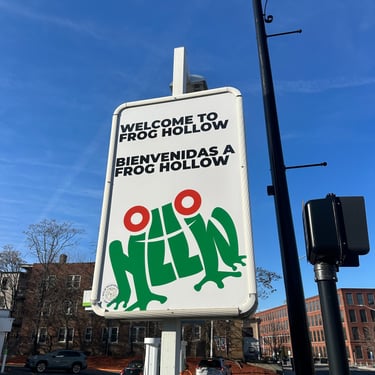 WELCOME TO
FROG HOLLOW
BIENVENIDAS A
FROG HOLLOW